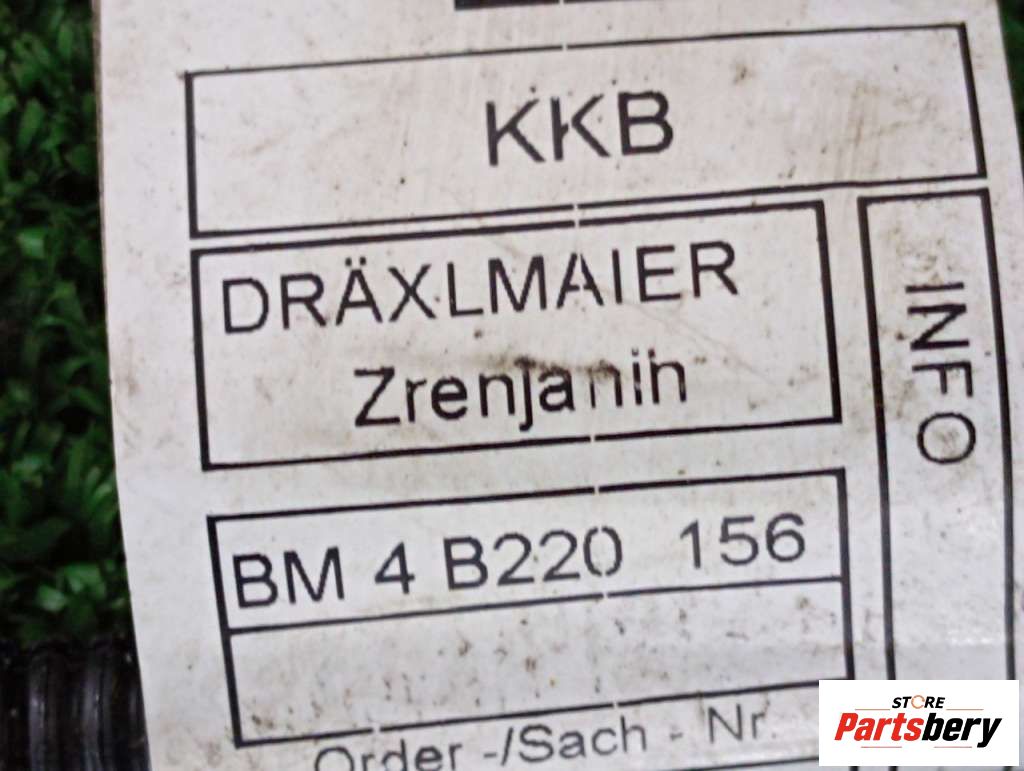 KKB
DRÄXLMAIER
Zrenjanin
INFO
BM 4 B220 156
Order -/Sach - Nr.
STORE
Partsbery